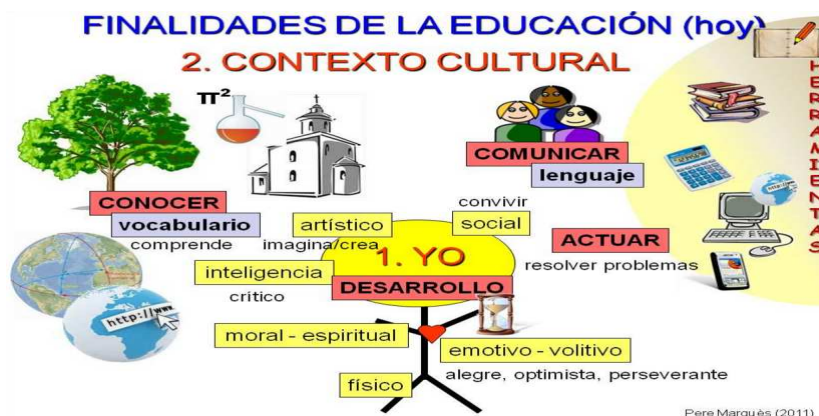 FINALIDADES DE LA EDUCACIÓN (hoy)
2. CONTEXTO CULTURAL
π²
HERRAMIENTAS
COMUNICAR
lenguaje
CONOCER
vocabulario
comprende
artístico
imagina/crea
convivir
social
ACTUAR
resolver problemas
1. YO
DESARROLLO
inteligencia
crítico
http://www
http://www.
moral - espiritual
emotivo - volitivo
alegre, optimista, perseverante
físico
Pere Marquès (2011)